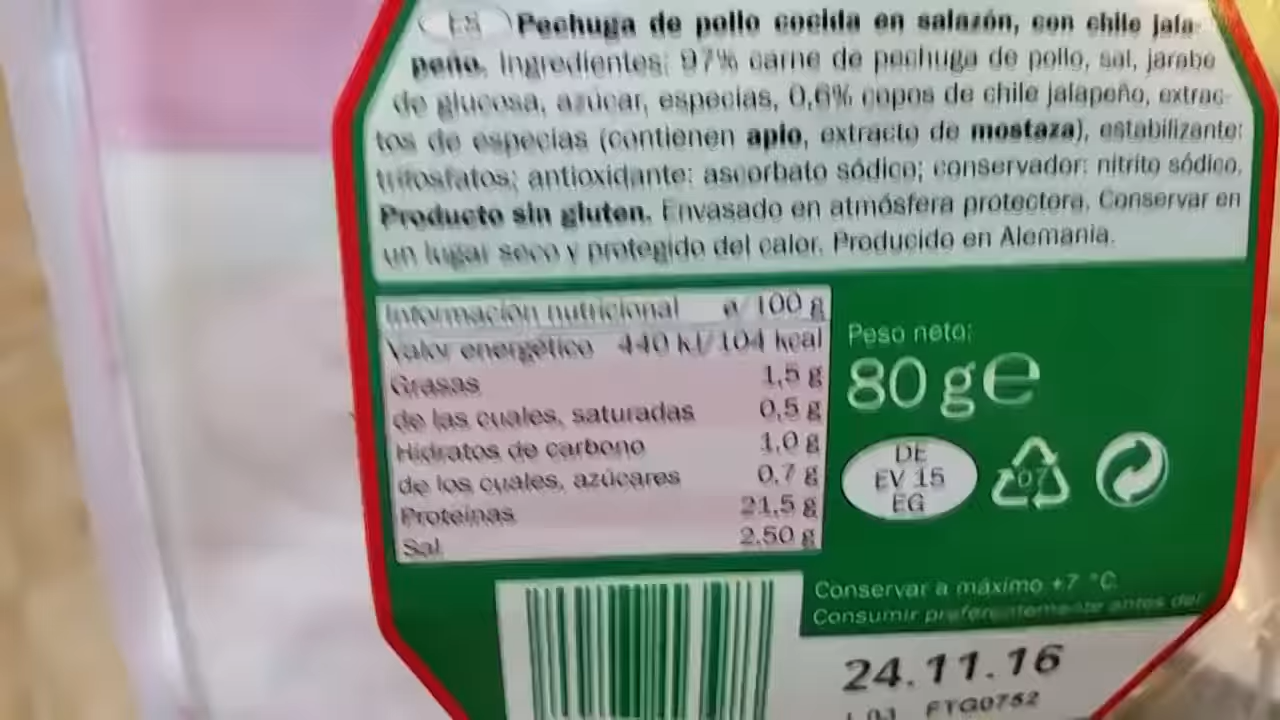 ES Pechuga de pollo cocida en salazón, con chile jala-
peño. Ingredientes: 97% carne de pechuga de pollo, sal, jarabe
de glucosa, azúcar, especias, 0,6% copos de chile jalapeño, extrac-
tos de especias (contienen apio, extracto de mostaza), estabilizante:
trifosfatos; antioxidante: ascorbato sódico; conservador: nitrito sódico.
Producto sin gluten. Envasado en atmósfera protectora. Conservar en
un lugar seco y protegido del calor. Producido en Alemania.
Información nutricional ø/100 g
Valor energético 440 kJ/104 kcal
Grasas 1,5 g
de las cuales, saturadas 0,5 g
Hidratos de carbono 1,0 g
de los cuales, azúcares 0,7 g
Proteínas 21,5 g
Sal 2,50 g
Peso neto:
80 g e
DE
EV 15
EG
07
Conservar a máximo +7 °C.
Consumir preferentemente antes del
24.11.16
L03 FTG0752